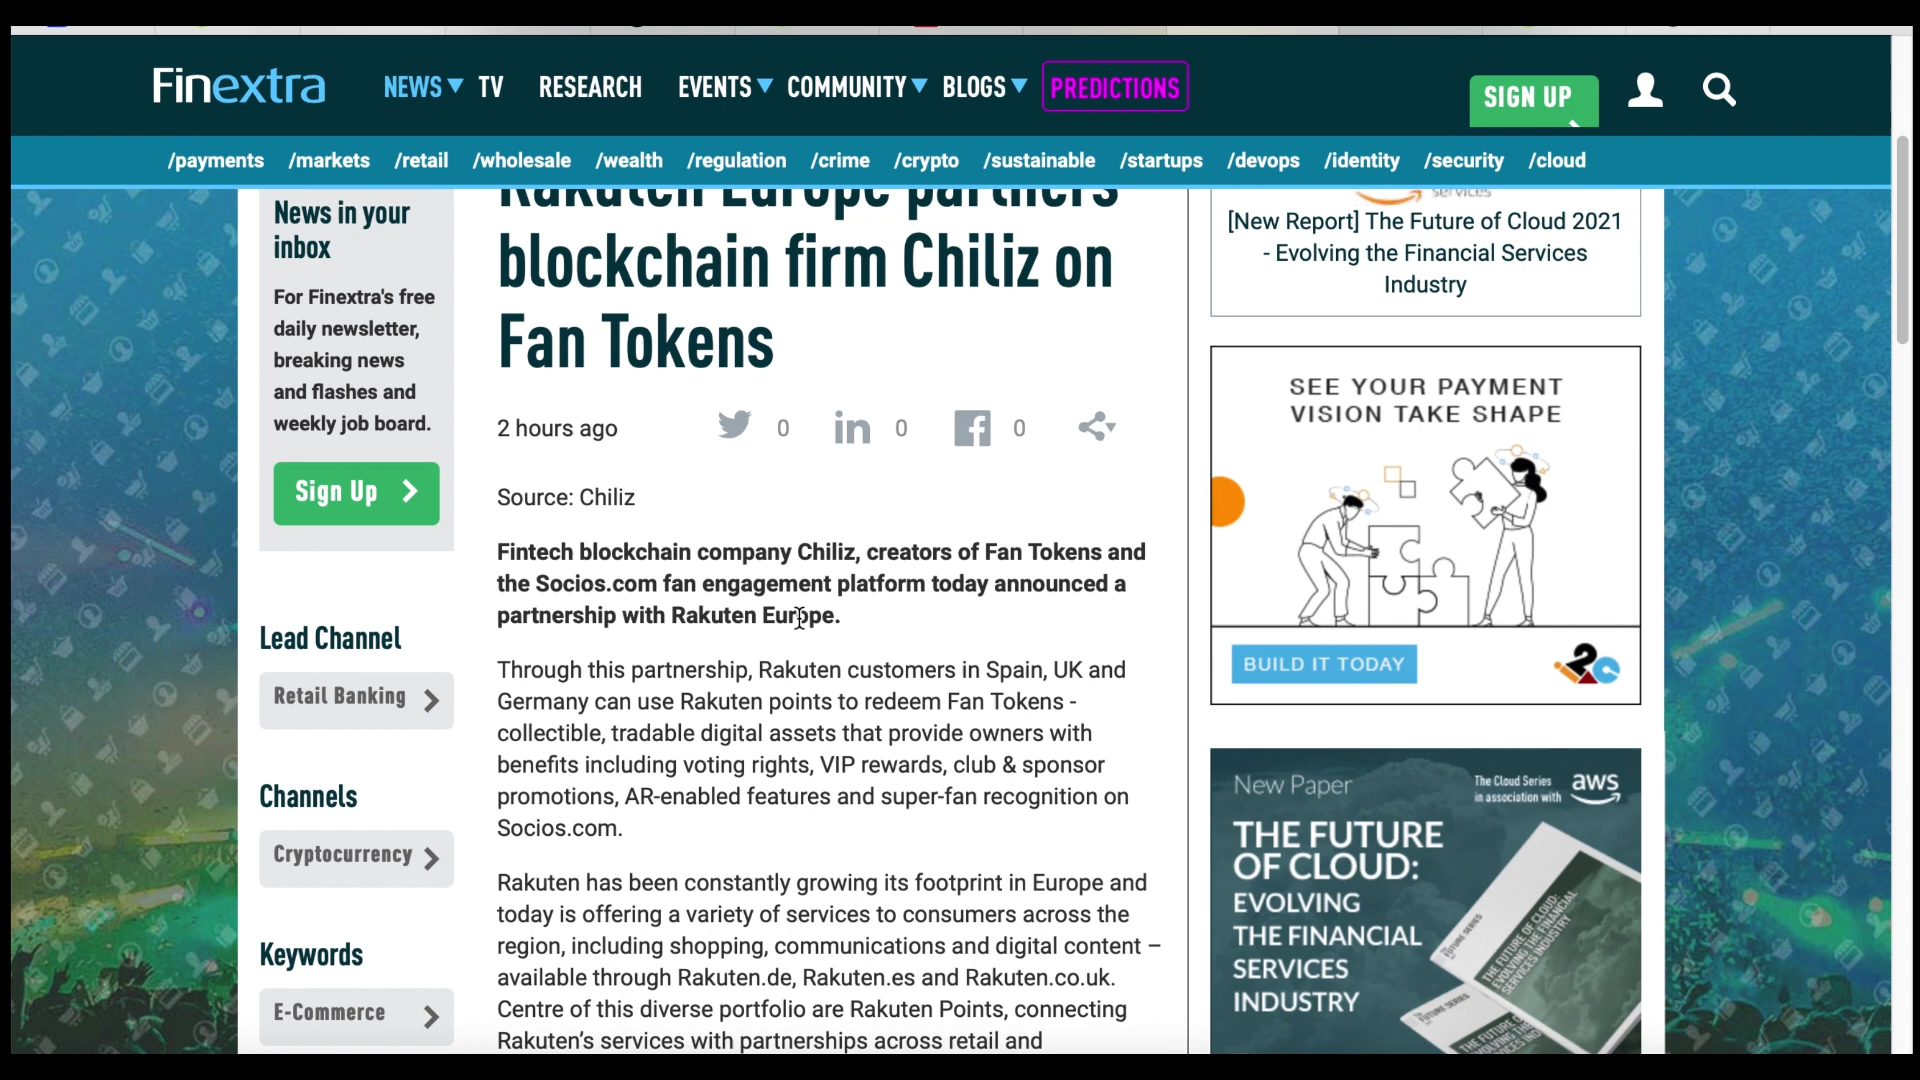 Finextra
NEWS TV RESEARCH EVENTS COMMUNITY BLOGS PREDICTIONS
SIGN UP
/payments /markets /retail /wholesale /wealth /regulation /crime /crypto /sustainable /startups /devops /identity /security /cloud
News in your
inbox
For Finextra's free
daily newsletter,
breaking news
and flashes and
weekly job board.
Sign Up
Lead Channel
Retail Banking
Channels
Cryptocurrency
Keywords
E-Commerce
Rakuten Europe partners
blockchain firm Chiliz on
Fan Tokens
2 hours ago
0
in 0
0
Source: Chiliz
Fintech blockchain company Chiliz, creators of Fan Tokens and
the Socios.com fan engagement platform today announced a
partnership with Rakuten Europe.
Through this partnership, Rakuten customers in Spain, UK and
Germany can use Rakuten points to redeem Fan Tokens -
collectible, tradable digital assets that provide owners with
benefits including voting rights, VIP rewards, club & sponsor
promotions, AR-enabled features and super-fan recognition on
Socios.com.
Rakuten has been constantly growing its footprint in Europe and
today is offering a variety of services to consumers across the
region, including shopping, communications and digital content –
available through Rakuten.de, Rakuten.es and Rakuten.co.uk.
Centre of this diverse portfolio are Rakuten Points, connecting
Rakuten’s services with partnerships across retail and
services
[New Report] The Future of Cloud 2021
- Evolving the Financial Services
Industry
SEE YOUR PAYMENT
VISION TAKE SHAPE
BUILD IT TODAY
i2c
New Paper
The Cloud Series
in association with
aws
THE FUTURE
OF CLOUD:
EVOLVING
THE FINANCIAL
SERVICES
INDUSTRY